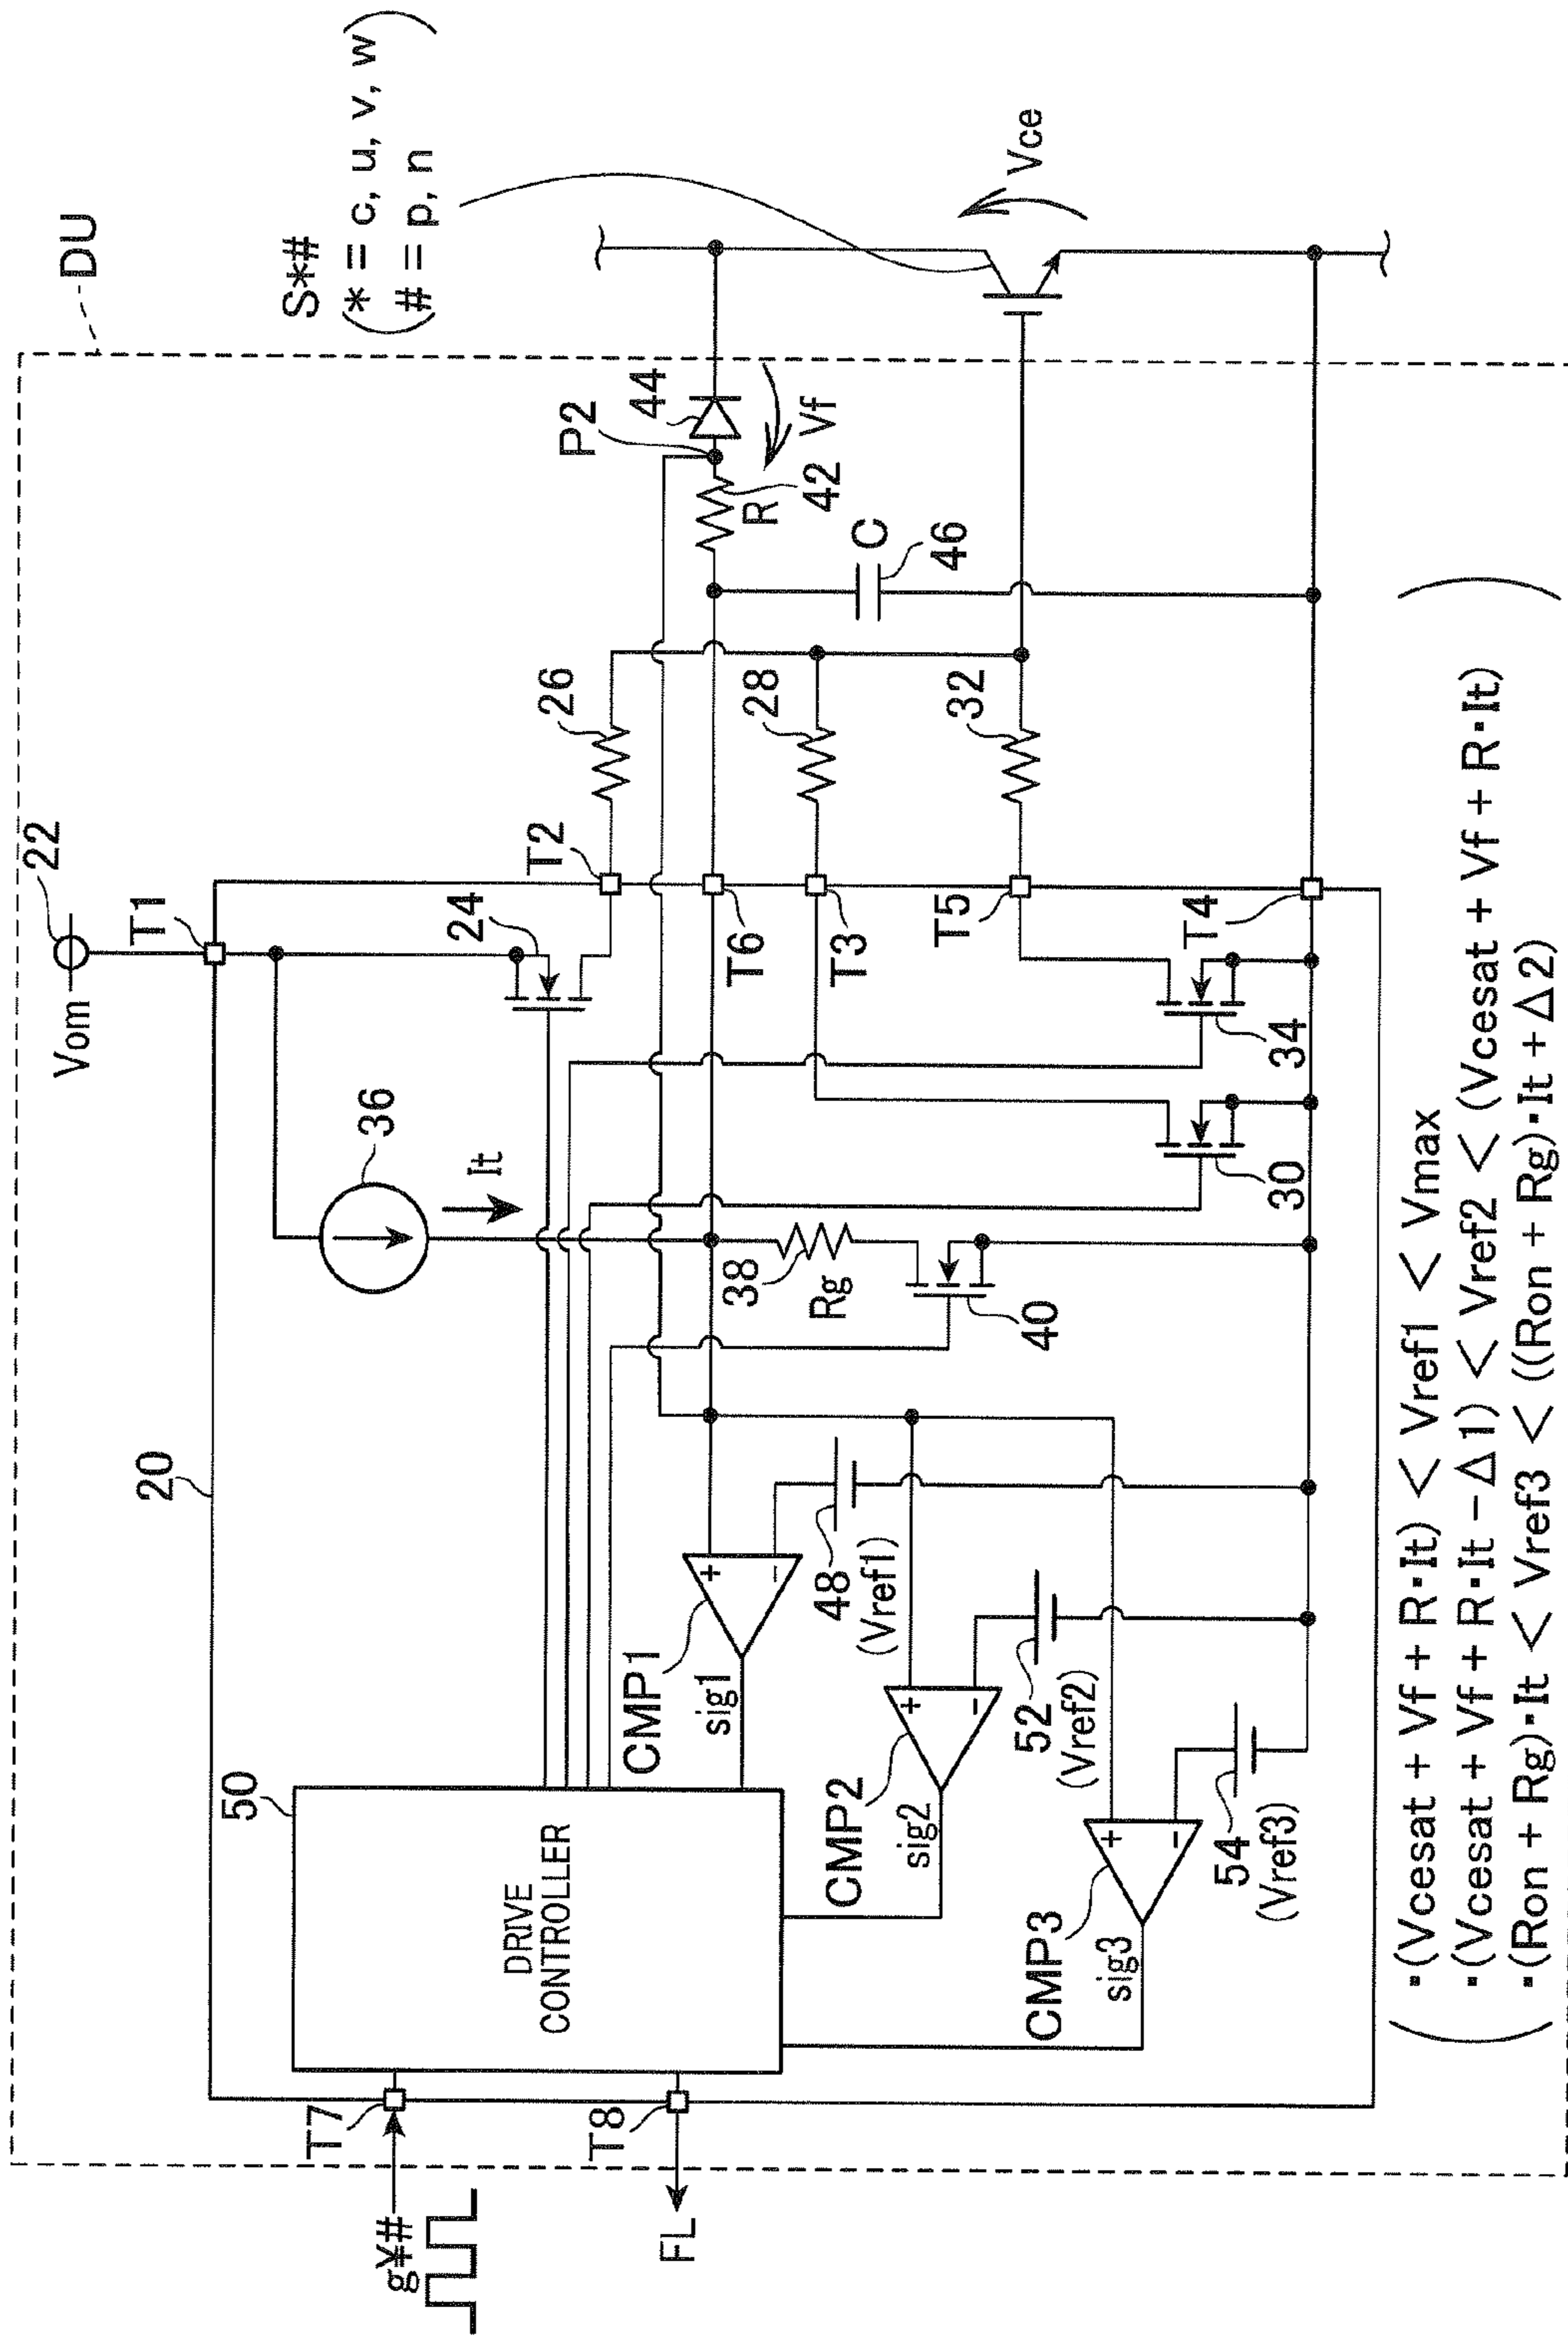 DU
S*#
(* = c, u, v, w
# = p, n)
22
Vom
T1
20
36
It
24
T2
26
P2
44
Vf
42
R
C
46
Vce
T6
28
T3
32
T5
T4
38
Rg
40
30
34
50
DRIVE
CONTROLLER
T7
g¥#
T8
FL
CMP1
+
-
sig1
48
(Vref1)
CMP2
+
-
sig2
52
(Vref2)
CMP3
+
-
sig3
54
(Vref3)
(▪(Vcesat + Vf + R▪It) < Vref1 < Vmax
▪(Vcesat + Vf + R▪It - Δ1) < Vref2 < (Vcesat + Vf + R▪It)
▪(Ron + Rg)▪It < Vref3 < ((Ron + Rg)▪It + Δ2))